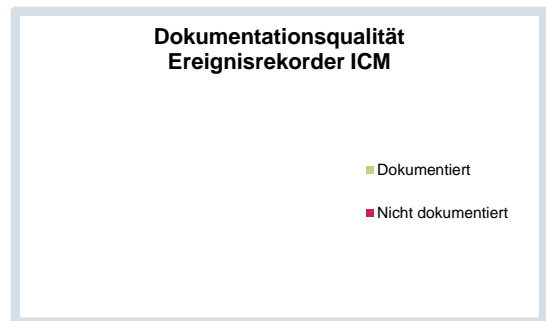 Dokumentationsqualität
Ereignisrekorder ICM
Dokumentiert
Nicht dokumentiert